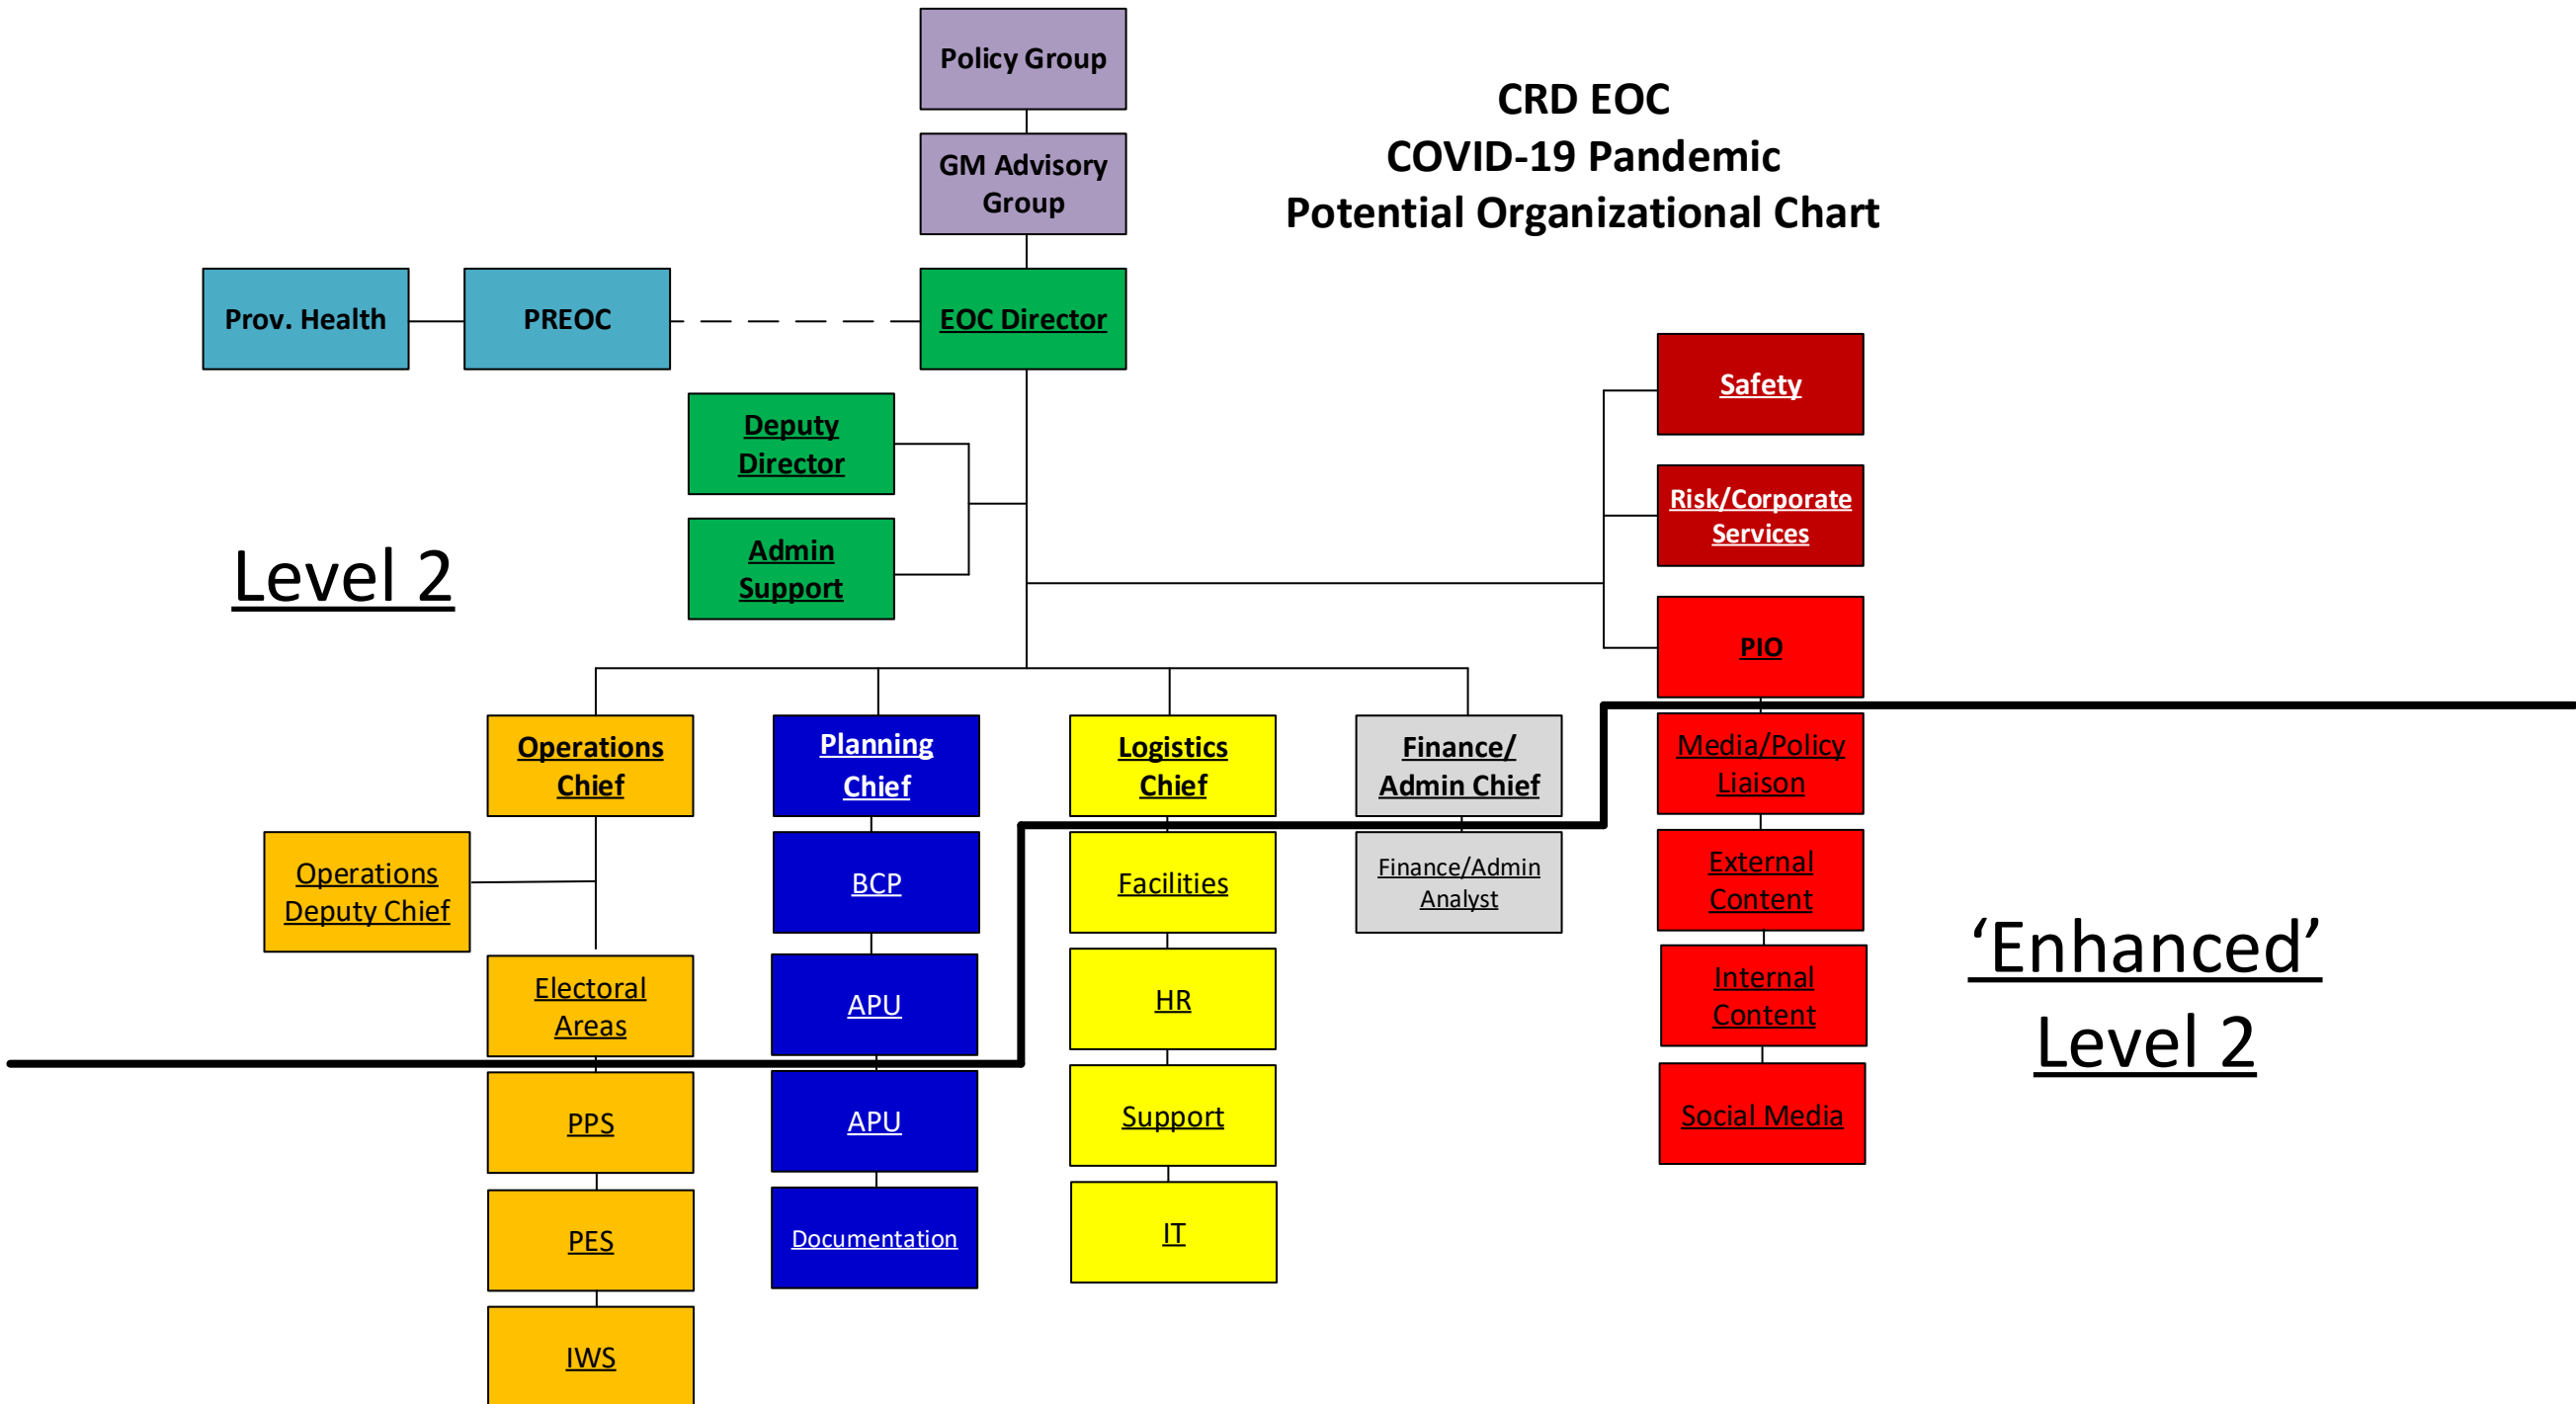 Policy Group
CRD EOC
COVID-19 Pandemic
Potential Organizational Chart
GM Advisory
Group
Prov. Health
PREOC
EOC Director
Safety
Deputy
Director
Risk/Corporate
Services
Level 2
Admin
Support
PIO
Operations
Chief
Planning
Chief
Logistics
Chief
Finance/
Admin Chief
Media/Policy
Liaison
Operations
Deputy Chief
BCP
Facilities
Finance/Admin
Analyst
External
Content
‘Enhanced’
Level 2
Electoral
Areas
APU
HR
Internal
Content
PPS
APU
Support
Social Media
PES
Documentation
IT
IWS